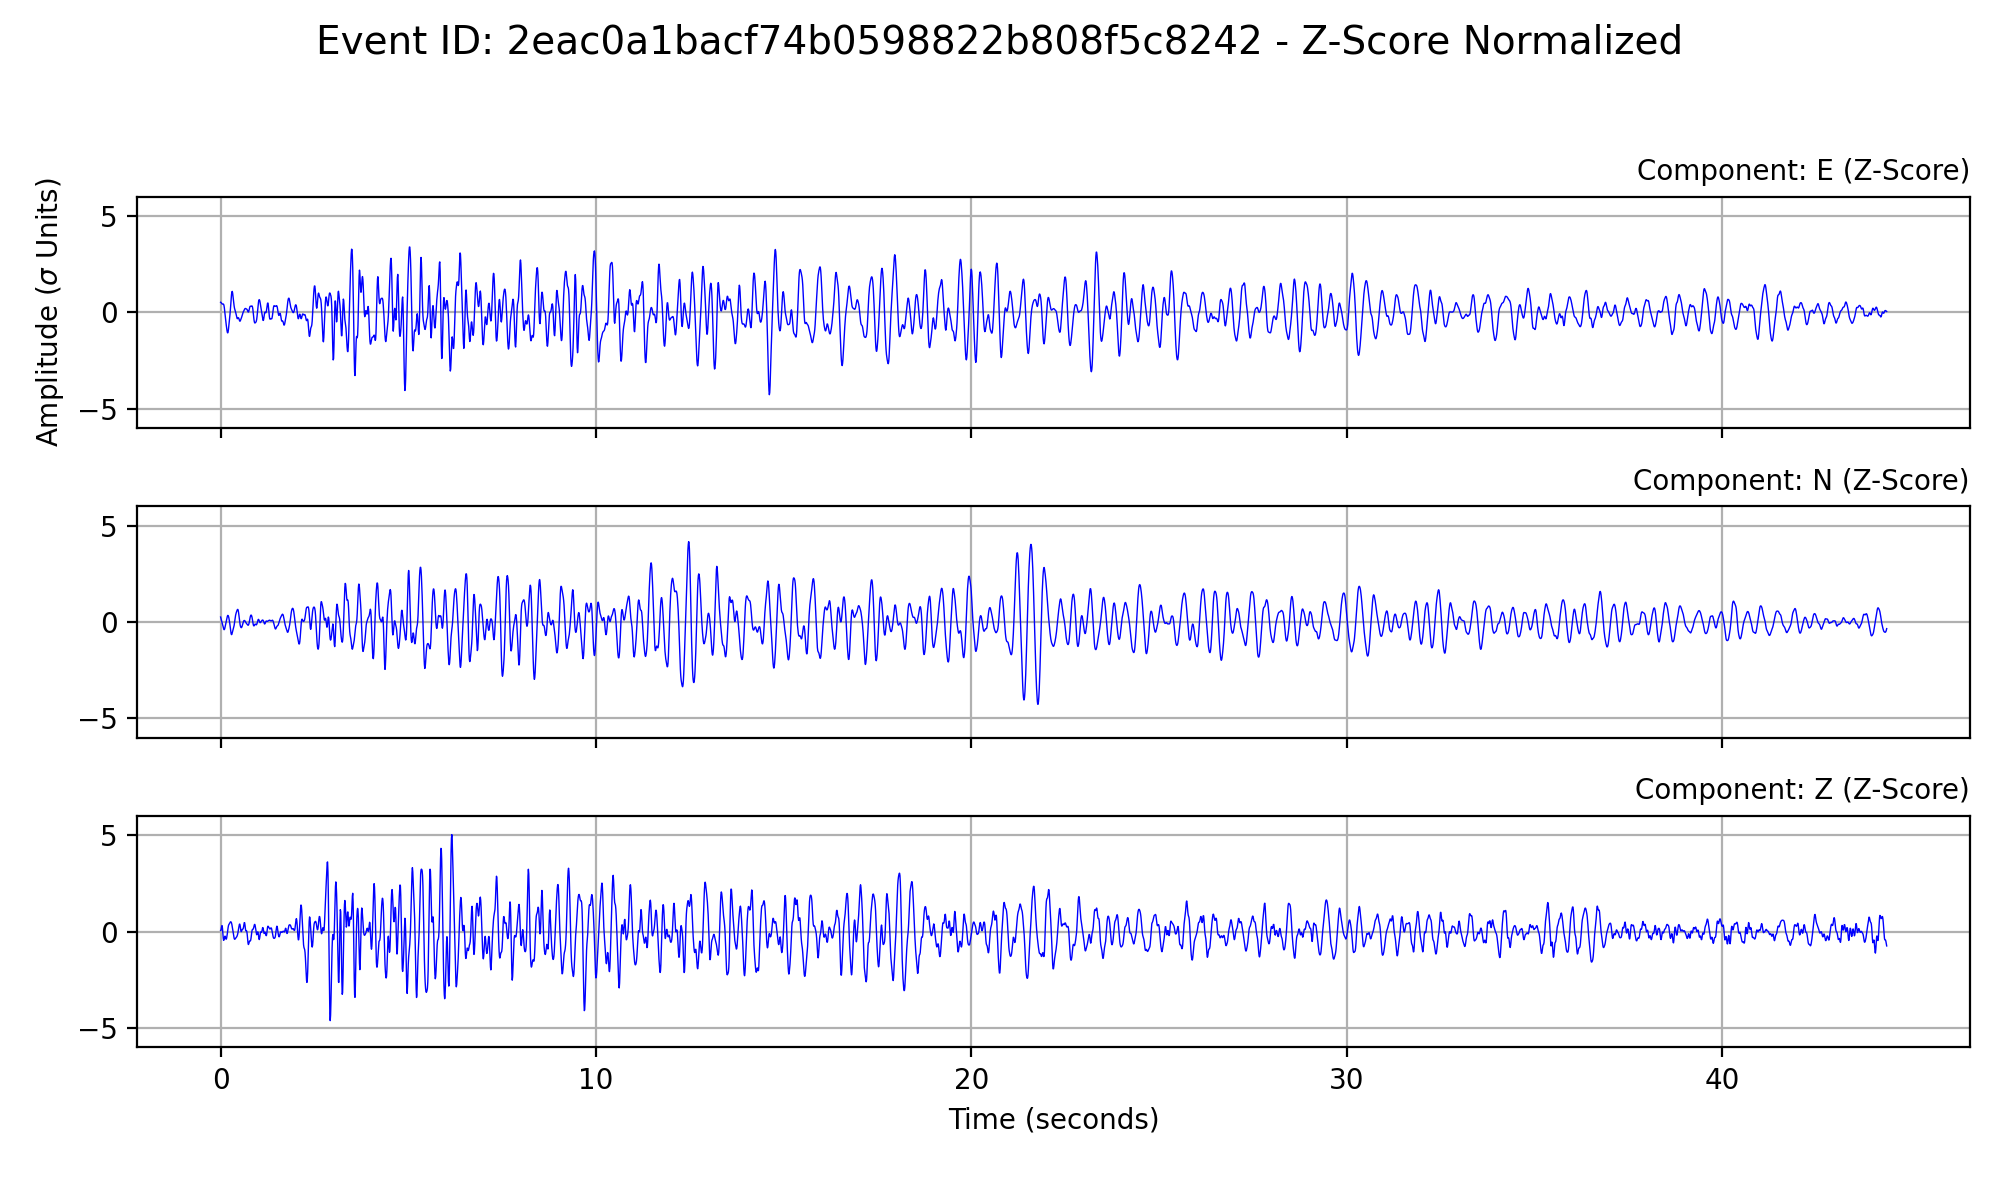 Event ID: 2eac0a1bacf74b0598822b808f5c8242 - Z-Score Normalized
Component: E (Z-Score)
Amplitude (σ Units)
5
0
−5
Component: N (Z-Score)
5
0
−5
Component: Z (Z-Score)
5
0
−5
0 10 20 30 40
Time (seconds)